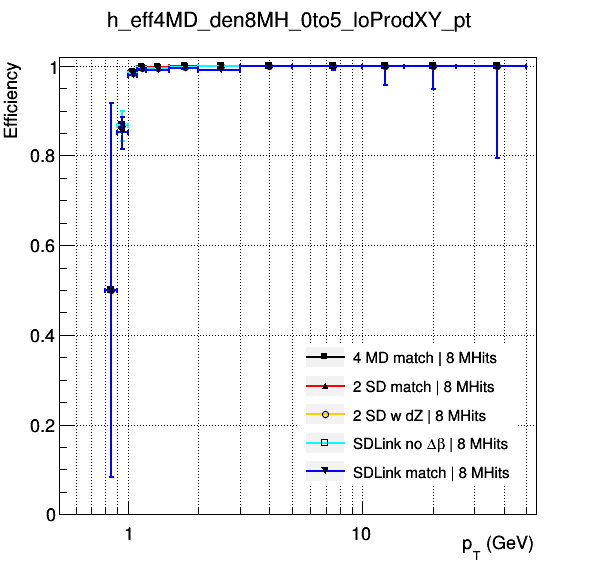 h_eff4MD_den8MH_0to5_loProdXY_pt
Efficiency
1
0.8
0.6
0.4
0.2
0
4 MD match | 8 MHits
2 SD match | 8 MHits
2 SD w dZ | 8 MHits
SDLink no Δβ | 8 MHits
SDLink match | 8 MHits
1
10
p_T (GeV)